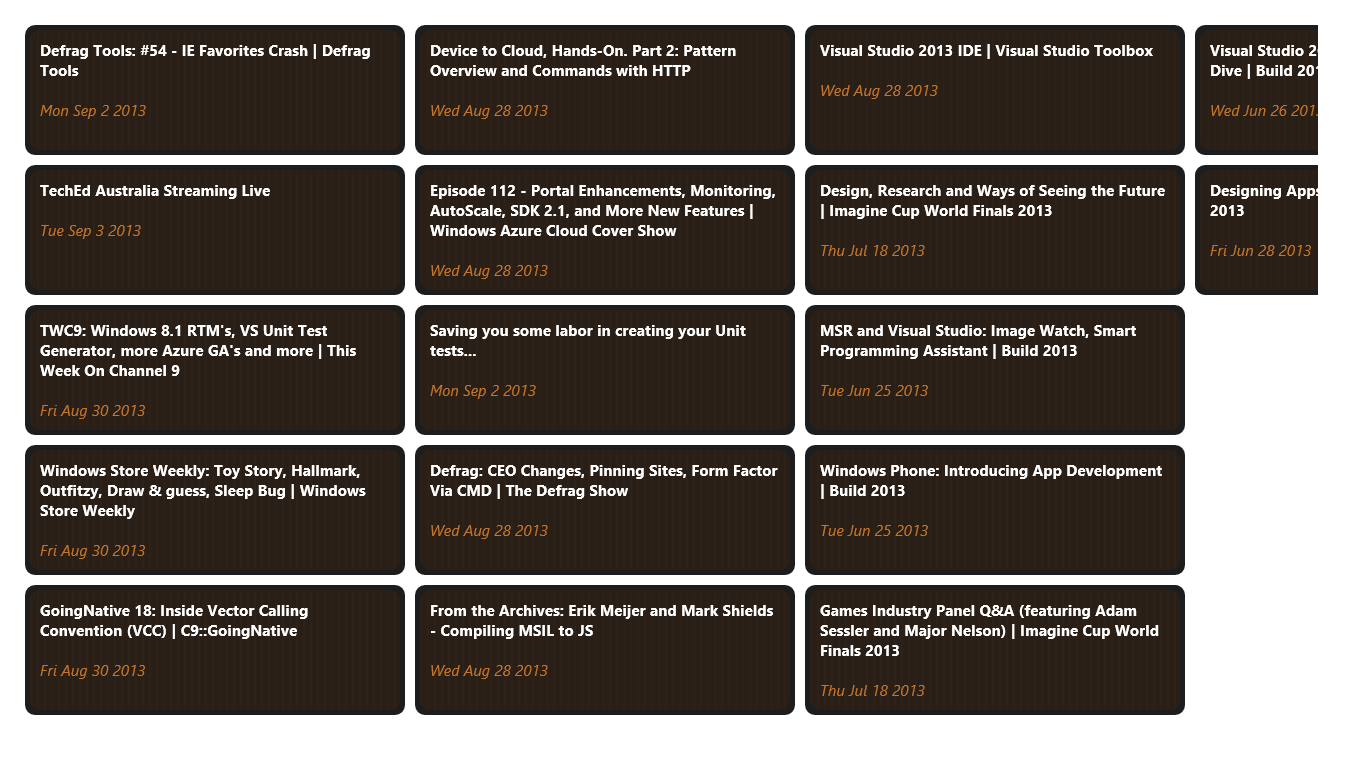 Defrag Tools: #54 - IE Favorites Crash | Defrag
Tools
Mon Sep 2 2013
TechEd Australia Streaming Live
Tue Sep 3 2013
TWC9: Windows 8.1 RTM's, VS Unit Test
Generator, more Azure GA's and more | This
Week On Channel 9
Fri Aug 30 2013
Windows Store Weekly: Toy Story, Hallmark,
Outfitzy, Draw & guess, Sleep Bug | Windows
Store Weekly
Fri Aug 30 2013
GoingNative 18: Inside Vector Calling
Convention (VCC) | C9::GoingNative
Fri Aug 30 2013
Device to Cloud, Hands-On. Part 2: Pattern
Overview and Commands with HTTP
Wed Aug 28 2013
Episode 112 - Portal Enhancements, Monitoring,
AutoScale, SDK 2.1, and More New Features |
Windows Azure Cloud Cover Show
Wed Aug 28 2013
Saving you some labor in creating your Unit
tests...
Mon Sep 2 2013
Defrag: CEO Changes, Pinning Sites, Form Factor
Via CMD | The Defrag Show
Wed Aug 28 2013
From the Archives: Erik Meijer and Mark Shields
- Compiling MSIL to JS
Wed Aug 28 2013
Visual Studio 2013 IDE | Visual Studio Toolbox
Wed Aug 28 2013
Design, Research and Ways of Seeing the Future
| Imagine Cup World Finals 2013
Thu Jul 18 2013
MSR and Visual Studio: Image Watch, Smart
Programming Assistant | Build 2013
Tue Jun 25 2013
Windows Phone: Introducing App Development
| Build 2013
Tue Jun 25 2013
Games Industry Panel Q&A (featuring Adam
Sessler and Major Nelson) | Imagine Cup World
Finals 2013
Thu Jul 18 2013
Visual Studio
Dive | Build
Wed Jun 26
Designing Apps
2013
Fri Jun 28 2013